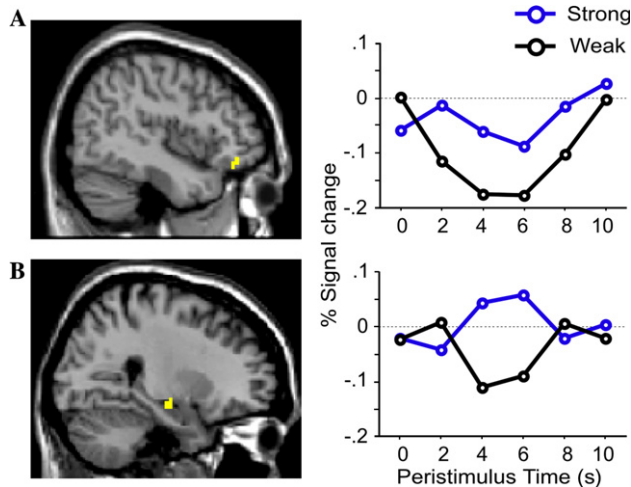 A
Strong
Weak
.1
0
-.1
-.2
0 2 4 6 8 10
% Signal change
B
.1
0
-.1
.2
0 2 4 6 8 10
Peristimulus Time (s)